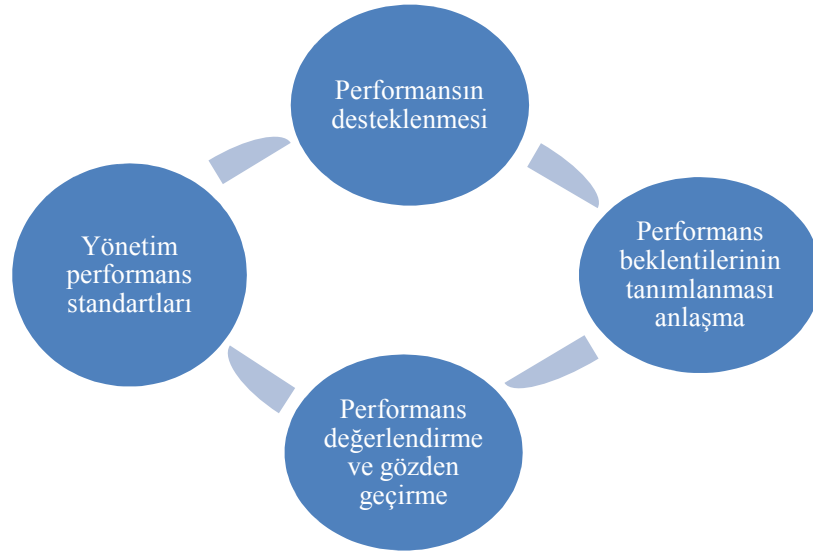 Performansın
desteklenmesi
Yönetim
performans
standartları
Performans
beklentilerinin
tanımlanması
anlaşma
Performans
değerlendirme
ve gözden
geçirme